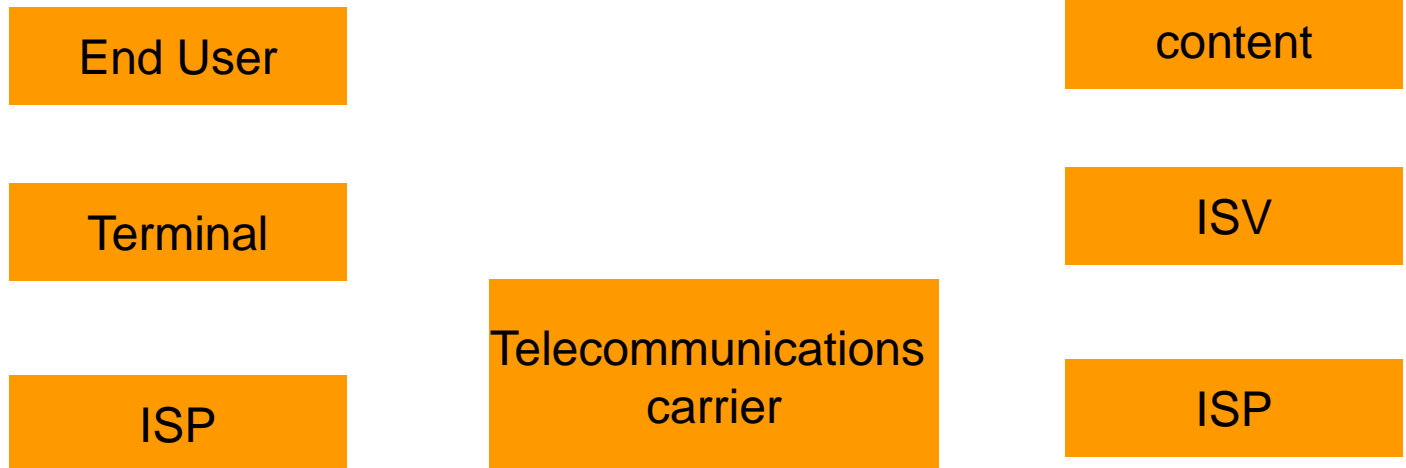 End User
Terminal
ISP
Telecommunications
carrier
content
ISV
ISP